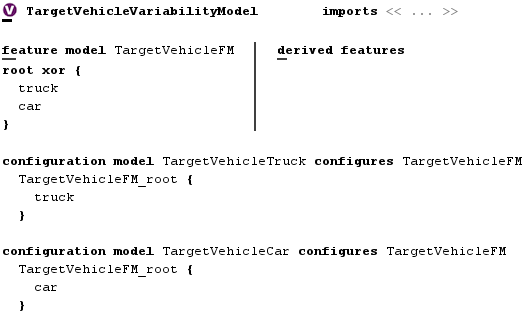 V TargetVehicleVariabilityModel imports << ... >>
feature model TargetVehicleFM
root xor {
truck
car
}
derived features
configuration model TargetVehicleTruck configures TargetVehicleFM
TargetVehicleFM_root {
truck
}
configuration model TargetVehicleCar configures TargetVehicleFM
TargetVehicleFM_root {
car
}